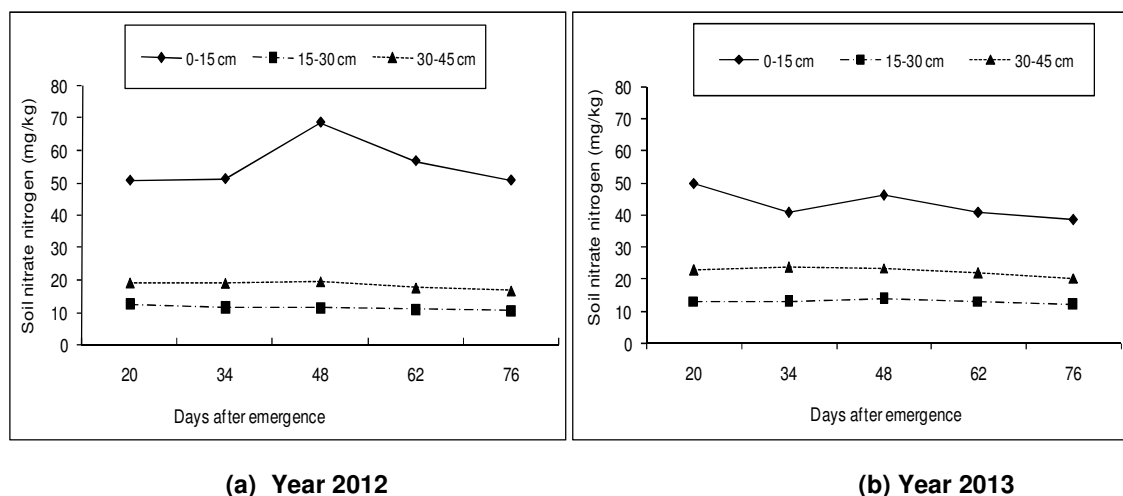 0-15 cm 15-30 cm 30-45 cm
Soil nitrate nitrogen (mg/kg)
80
70
60
50
40
30
20
10
0
20 34 48 62 76
Days after emergence
(a) Year 2012
0-15 cm 15-30 cm 30-45 cm
Soil nitrate nitrogen (mg/kg)
80
70
60
50
40
30
20
10
0
20 34 48 62 76
Days after emergence
(b) Year 2013